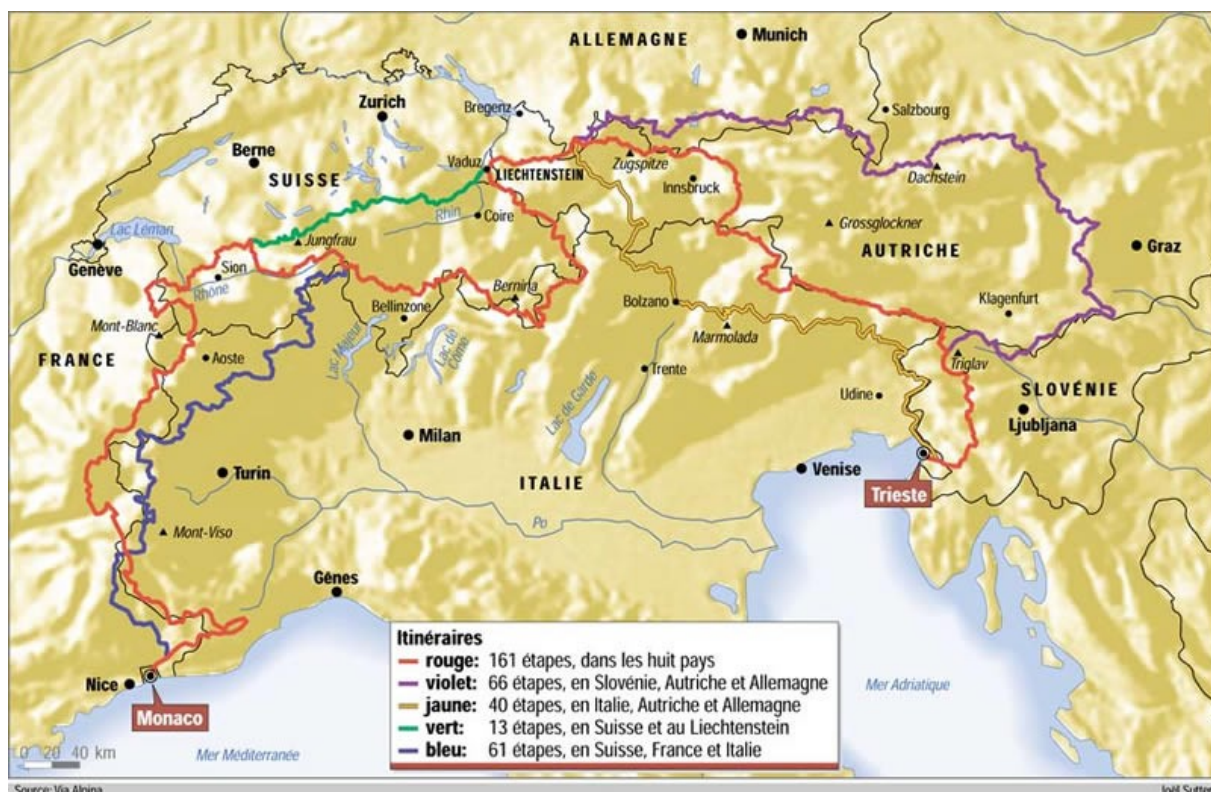 ALLEMAGNE
Munich
Salzbourg
Zurich
Bregenz
Berne
Zugspitze
Dachstein
Vaduz
LIECHTENSTEIN
SUISSE
Innsbruck
Rhin
Coire
Grossglockner
Lac Léman
Jungfrau
AUTRICHE
Graz
Genève
Sion
Rhône
Bernina
Bolzano
Klagenfurt
Bellinzone
Mont-Blanc
Marmolada
FRANCE
Aoste
Lac Majeur
Lac de Côme
Triglav
Trente
SLOVÉNIE
Lac de Garde
Udine
Ljubljana
Milan
Turin
Venise
ITALIE
Trieste
Po
Mont-Viso
Gênes
Itinéraires
rouge: 161 étapes, dans les huit pays
violet: 66 étapes, en Slovénie, Autriche et Allemagne
jaune: 40 étapes, en Italie, Autriche et Allemagne
vert: 13 étapes, en Suisse et au Liechtenstein
bleu: 61 étapes, en Suisse, France et Italie
Nice
Monaco
Mer Adriatique
0 20 40 km
Mer Méditerranée
Source: Via Alpina
Joël Sutter